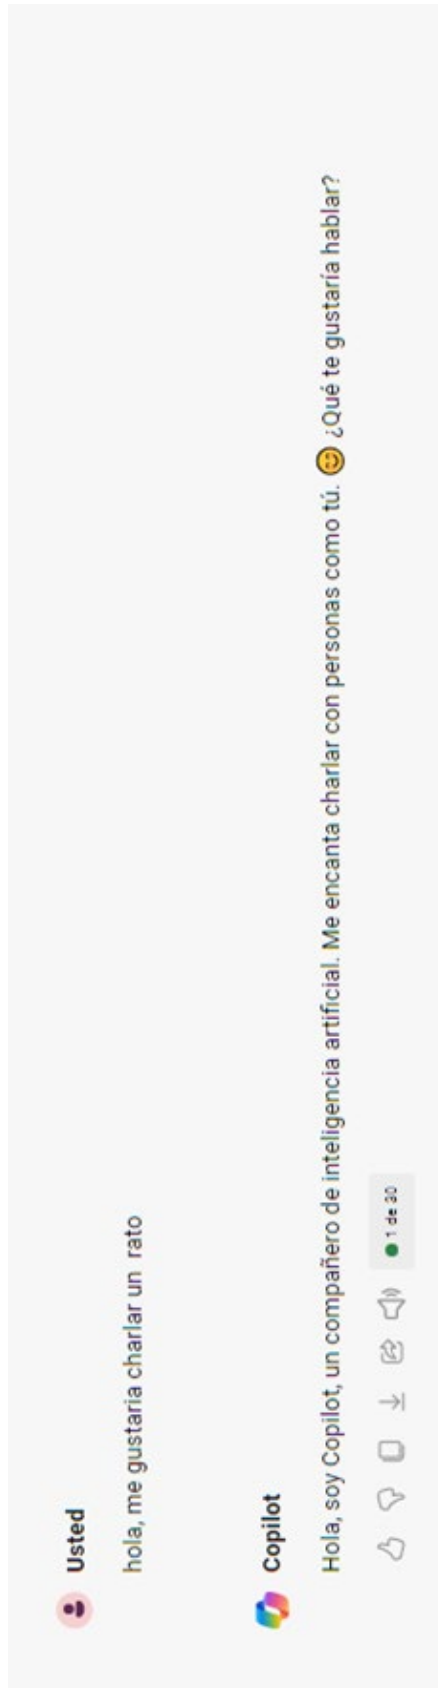 Usted
hola, me gustaria charlar un rato
Copilot
Hola, soy Copilot, un compañero de inteligencia artificial. Me encanta charlar con personas como tú. 😊 ¿Qué te gustaría hablar?
1 de 30